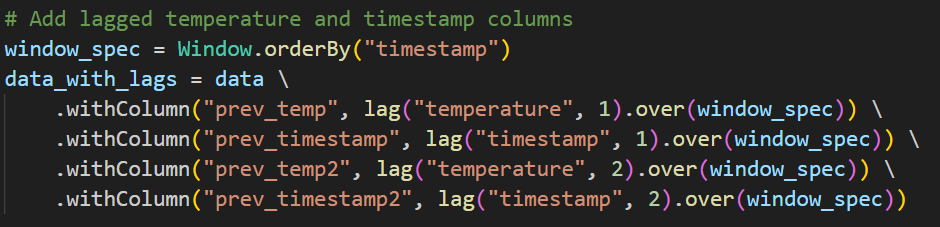 # Add lagged temperature and timestamp columns
window_spec = Window.orderBy("timestamp")
data_with_lags = data \
    .withColumn("prev_temp", lag("temperature", 1).over(window_spec)) \
    .withColumn("prev_timestamp", lag("timestamp", 1).over(window_spec)) \
    .withColumn("prev_temp2", lag("temperature", 2).over(window_spec)) \
    .withColumn("prev_timestamp2", lag("timestamp", 2).over(window_spec))